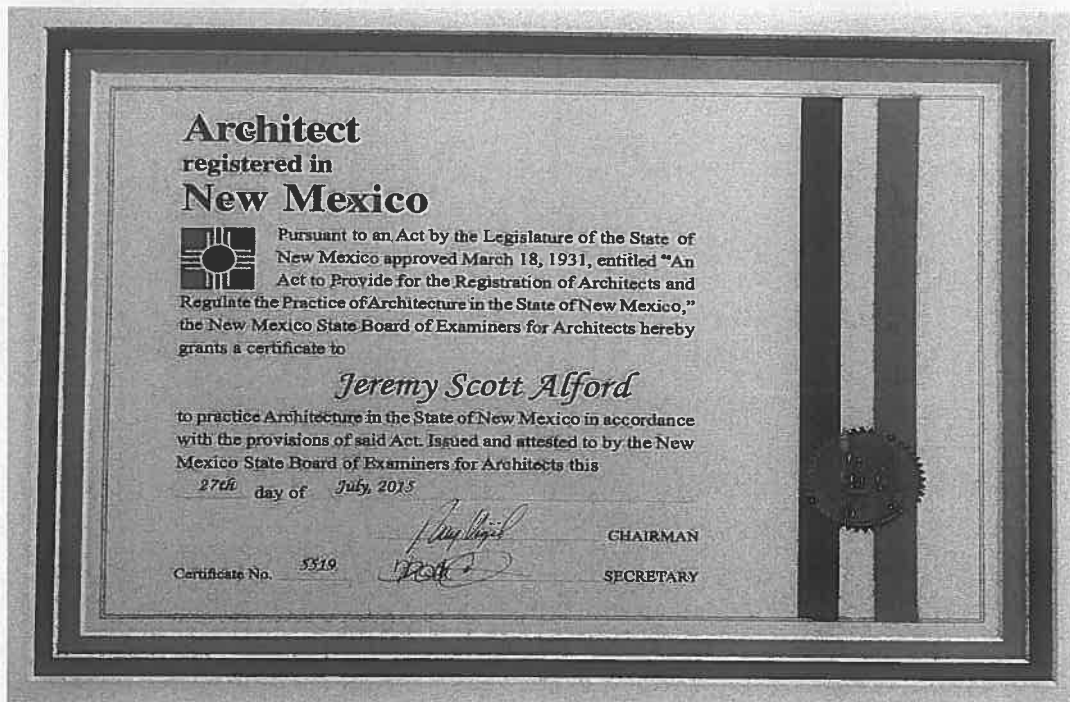 Architect
registered in
New Mexico
Pursuant to an Act by the Legislature of the State of
New Mexico approved March 18, 1931, entitled “An
Act to Provide for the Registration of Architects and
Regulate the Practice of Architecture in the State of New Mexico,”
the New Mexico State Board of Examiners for Architects hereby
grants a certificate to
Jeremy Scott Alford
to practice Architecture in the State of New Mexico in accordance
with the provisions of said Act. Issued and attested to by the New
Mexico State Board of Examiners for Architects this
27th day of July, 2015
CHAIRMAN
Certificate No. 5519 SECRETARY